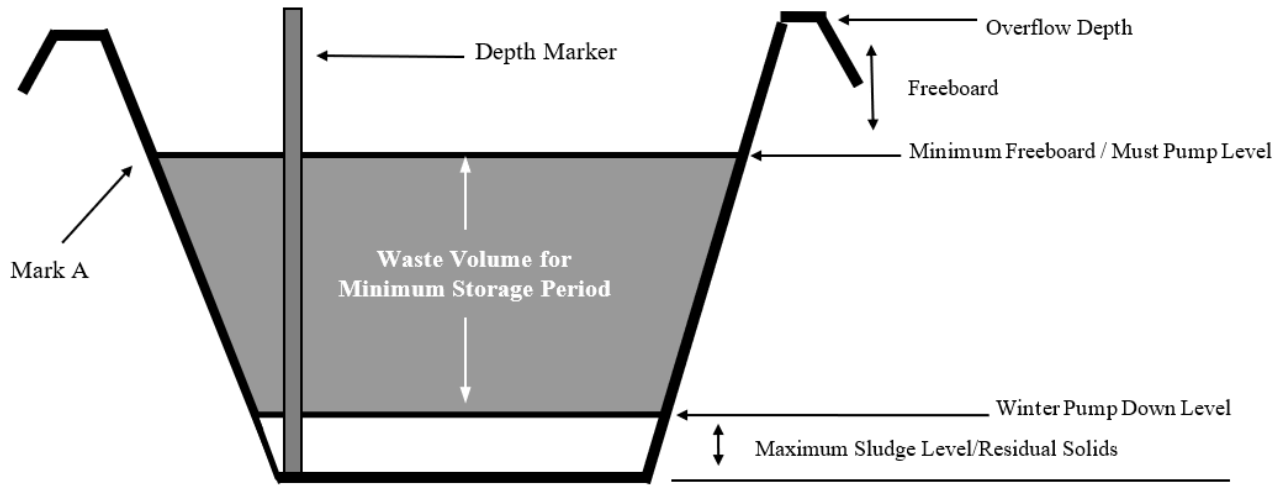 Overflow Depth
Depth Marker
Freeboard
Minimum Freeboard / Must Pump Level
Mark A
Waste Volume for
Minimum Storage Period
Winter Pump Down Level
Maximum Sludge Level/Residual Solids